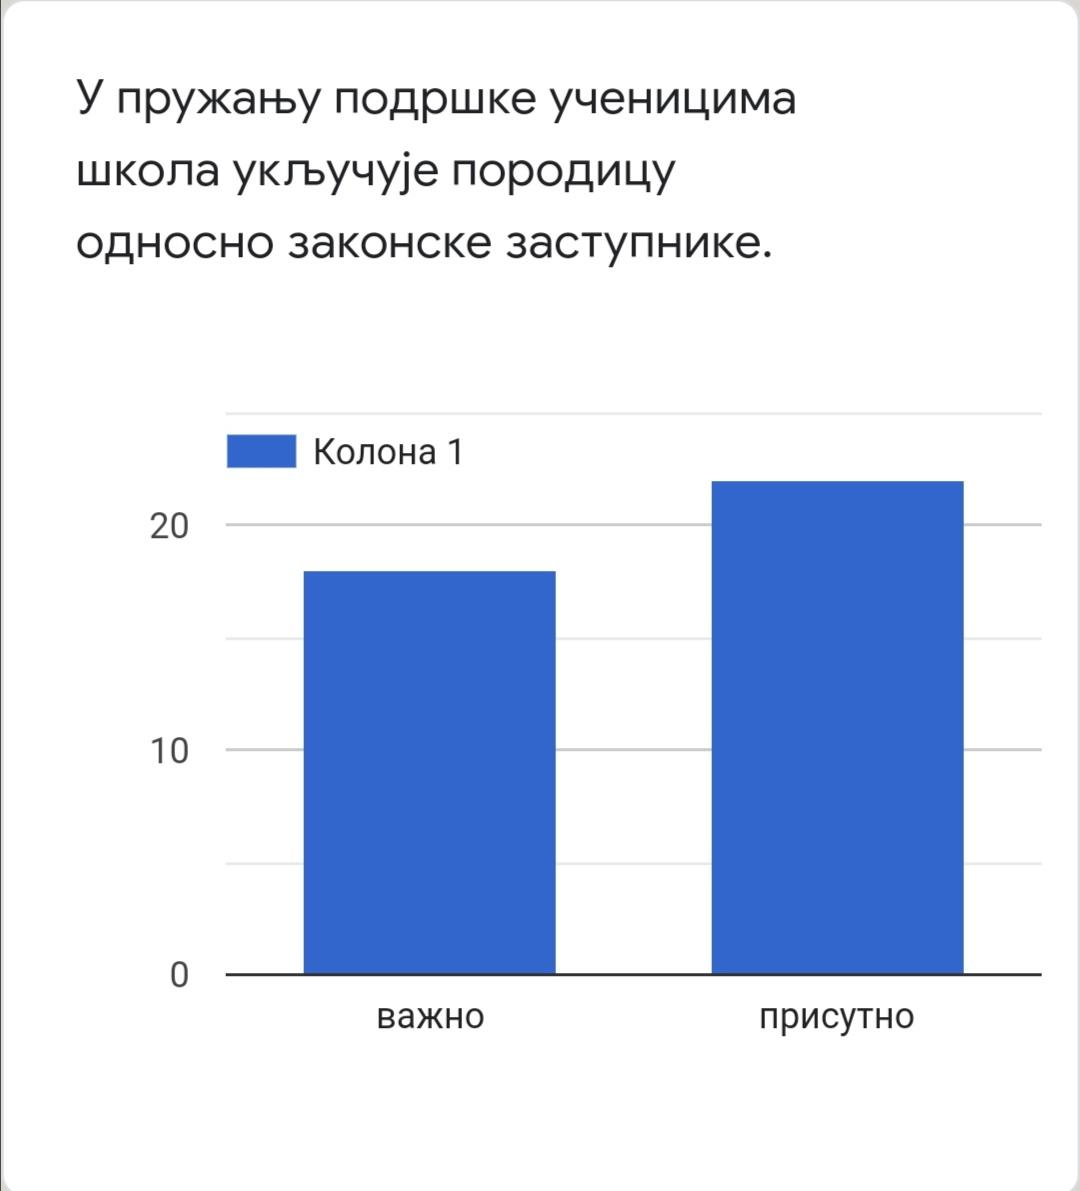 У пружању подршке ученицима
школа укључује породицу
односно законске заступнике.
Колона 1
20
10
0
важно
присутно